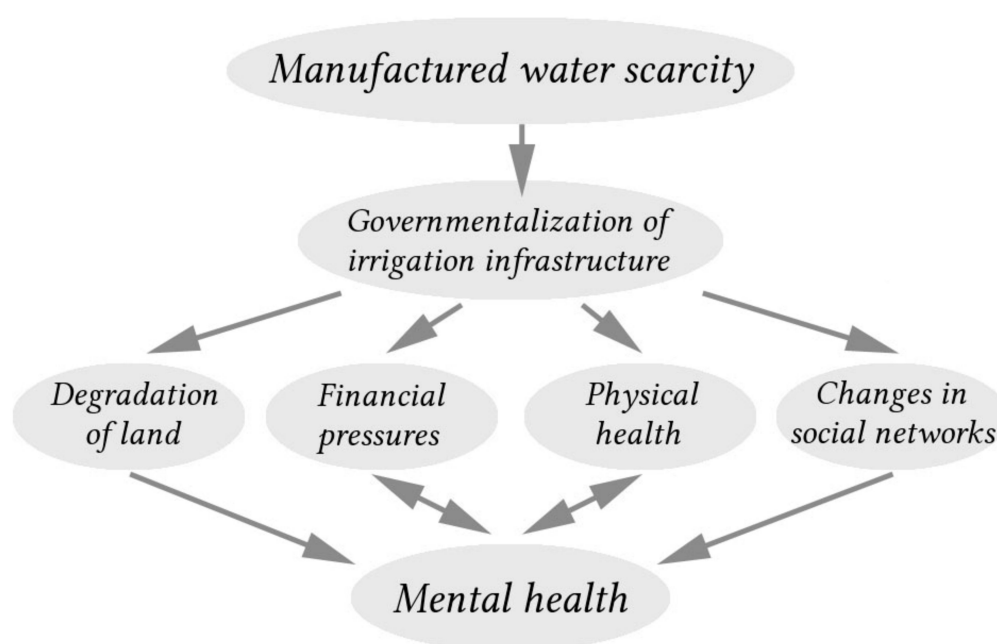 Manufactured water scarcity
Governmentalization of
irrigation infrastructure
Degradation
of land
Financial
pressures
Physical
health
Changes in
social networks
Mental health